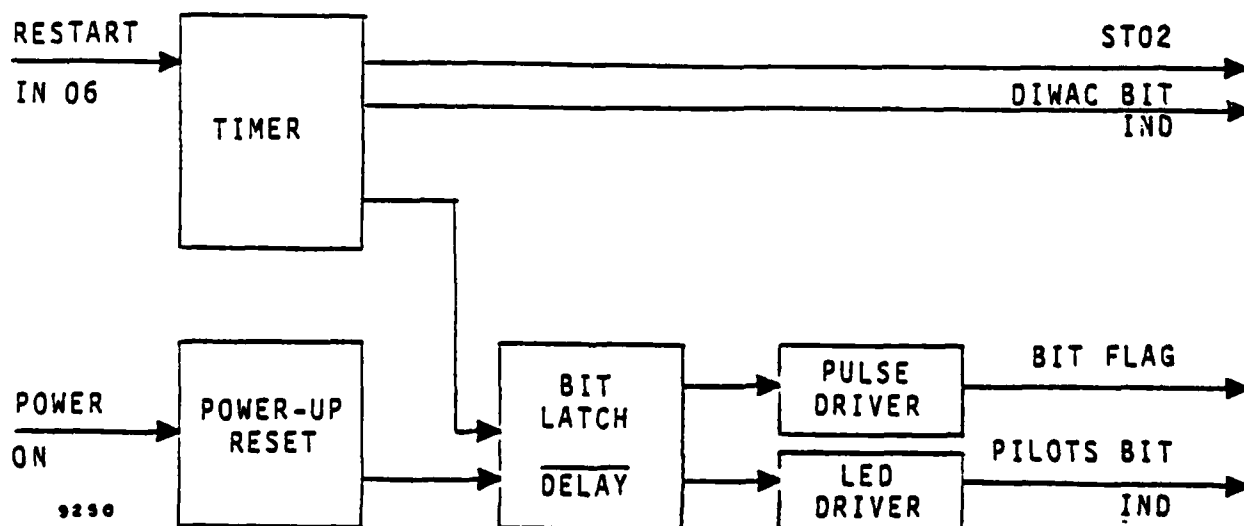 RESTART
IN 06
TIMER
ST02
DIWAC BIT
IND
POWER
ON
POWER-UP
RESET
BIT
LATCH
DELAY
PULSE
DRIVER
BIT FLAG
LED
DRIVER
PILOTS BIT
IND
9250